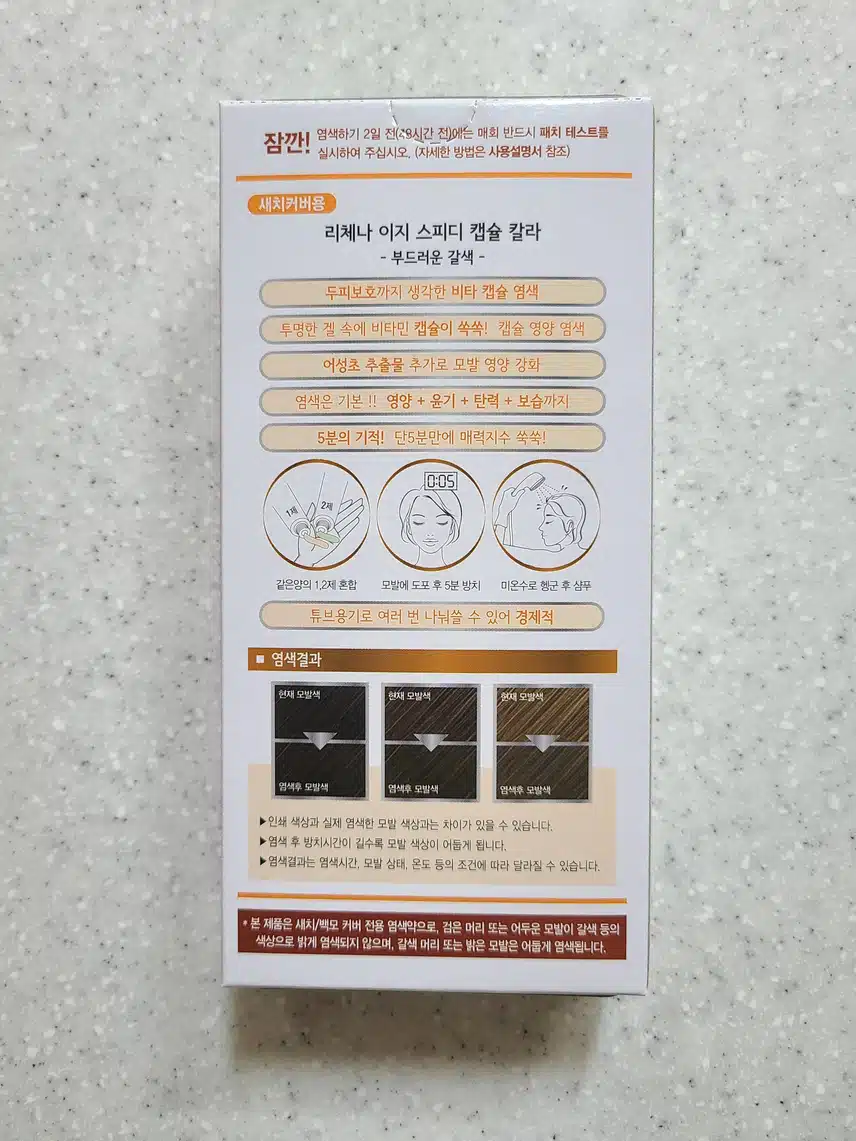 잠깐! 염색하기 2일 전(48시간 전)에는 매회 반드시 패치 테스트를
실시하여 주십시오. (자세한 방법은 사용설명서 참조)
새치커버용
리체나 이지 스피디 캡슐 칼라
- 부드러운 갈색 -
두피보호까지 생각한 비타 캡슐 염색
투명한 겔 속에 비타민 캡슐이 쏙쏙! 캡슐 영양 염색
어성초 추출물 추가로 모발 영양 강화
염색은 기본 !! 영양 + 윤기 + 탄력 + 보습까지
5분의 기적! 단5분만에 매력지수 쑥쑥!
1제 2제
0:05
같은양의 1,2제 혼합
모발에 도포 후 5분 방치
미온수로 헹군 후 샴푸
튜브용기로 여러 번 나눠쓸 수 있어 경제적
■ 염색결과
현재 모발색
염색후 모발색
현재 모발색
염색후 모발색
현재 모발색
염색후 모발색
▶인쇄 색상과 실제 염색한 모발 색상과는 차이가 있을 수 있습니다.
▶염색 후 방치시간이 길수록 모발 색상이 어둡게 됩니다.
▶염색결과는 염색시간, 모발 상태, 온도 등의 조건에 따라 달라질 수 있습니다.
* 본 제품은 새치/백모 커버 전용 염색약으로, 검은 머리 또는 어두운 모발이 갈색 등의
색상으로 밝게 염색되지 않으며, 갈색 머리 또는 밝은 모발은 어둡게 염색됩니다.